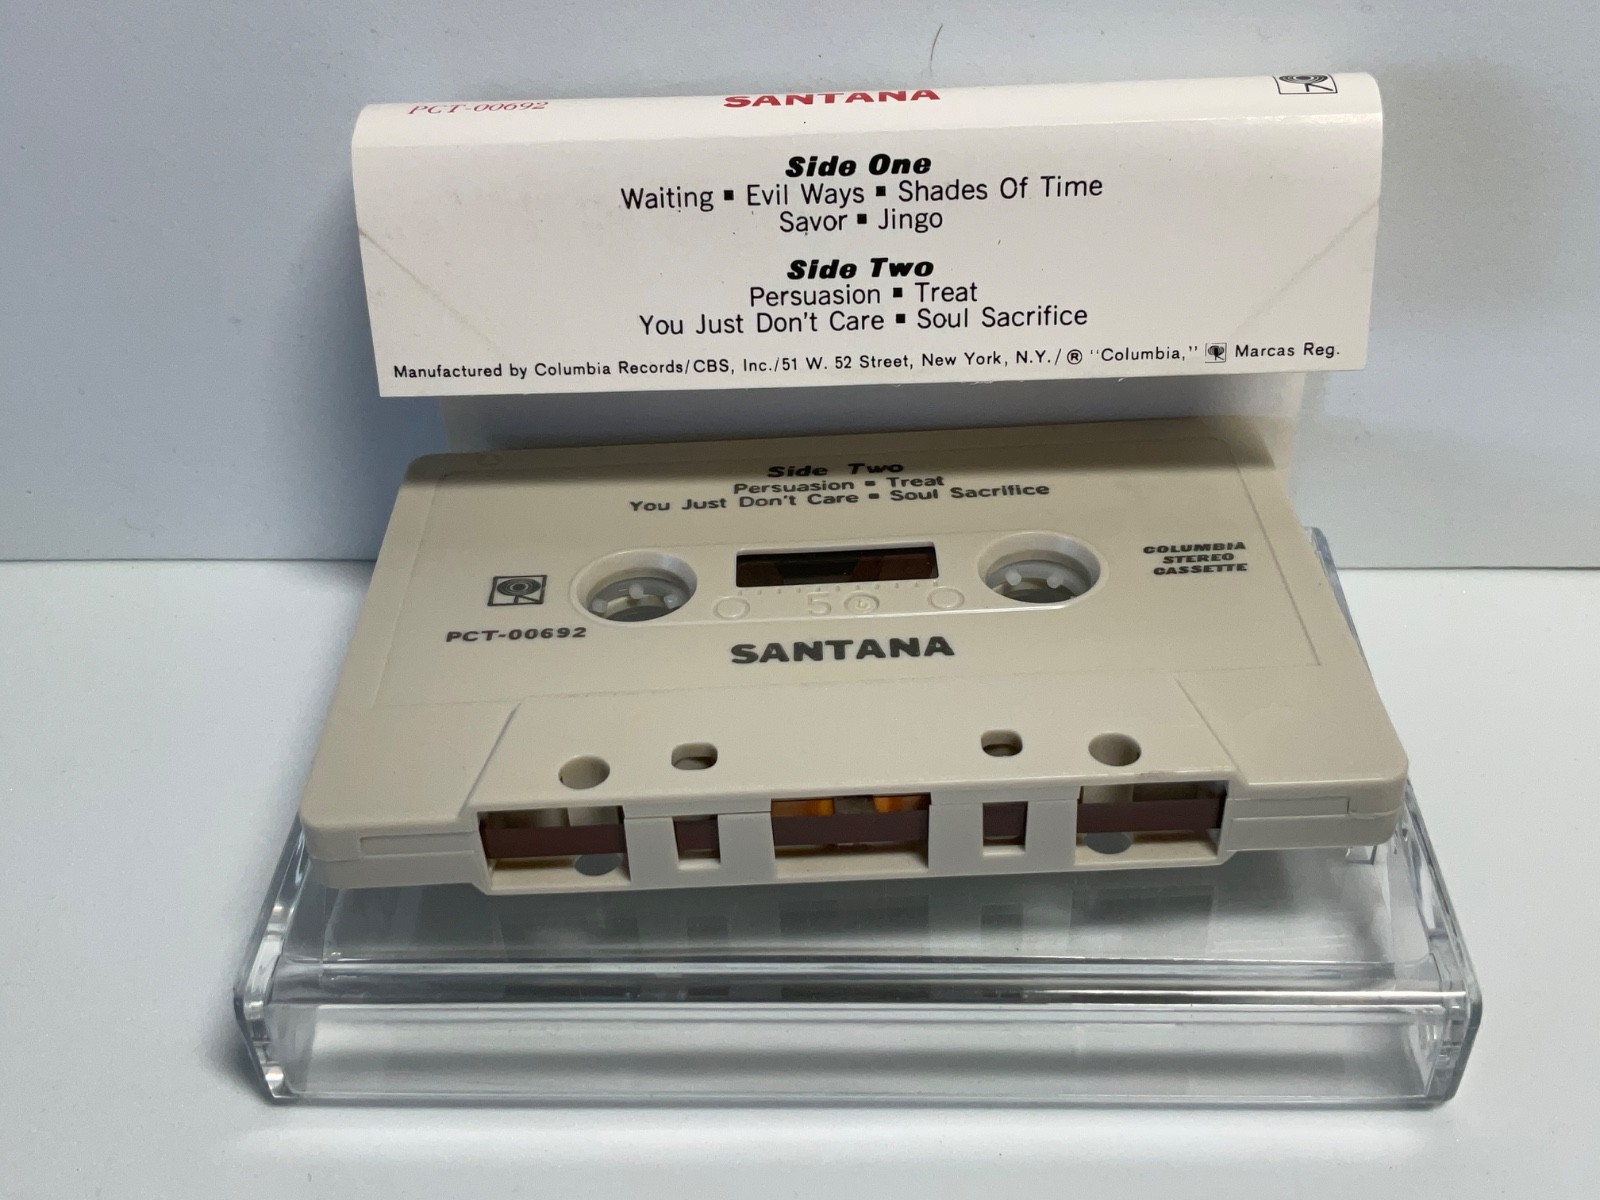 PCT-00692 SANTANA
Side One
Waiting ▪ Evil Ways ▪ Shades Of Time
Savor ▪ Jingo
Side Two
Persuasion ▪ Treat
You Just Don't Care ▪ Soul Sacrifice
Manufactured by Columbia Records/CBS, Inc./51 W. 52 Street, New York, N.Y./® "Columbia," Marcas Reg.
Side Two
Persuasion ▪ Treat
You Just Don't Care ▪ Soul Sacrifice
COLUMBIA
STEREO
CASSETTE
5
PCT-00692
SANTANA